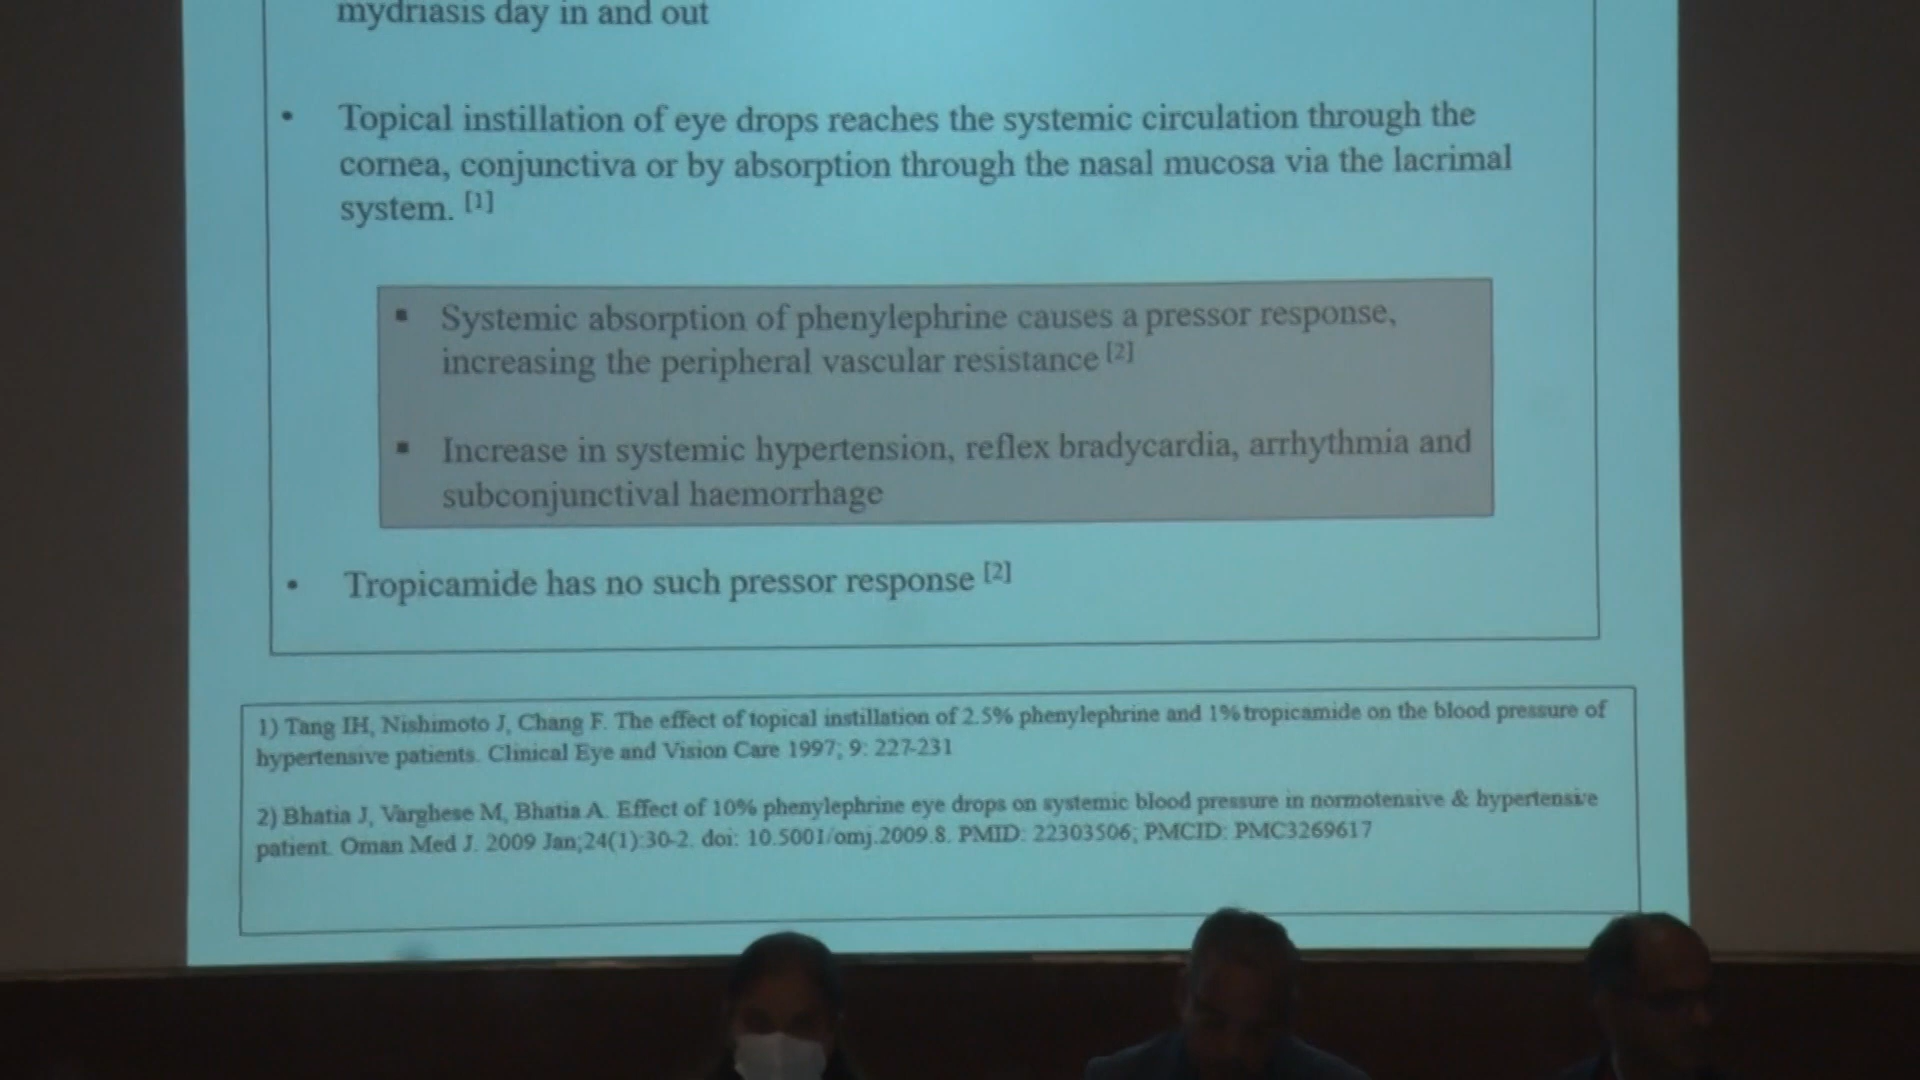 mydriasis day in and out
• Topical instillation of eye drops reaches the systemic circulation through the
cornea, conjunctiva or by absorption through the nasal mucosa via the lacrimal
system. [1]
▪ Systemic absorption of phenylephrine causes a pressor response,
increasing the peripheral vascular resistance [2]
▪ Increase in systemic hypertension, reflex bradycardia, arrhythmia and
subconjunctival haemorrhage
• Tropicamide has no such pressor response [2]
1) Tang IH, Nishimoto J, Chang F. The effect of topical instillation of 2.5% phenylephrine and 1% tropicamide on the blood pressure of
hypertensive patients. Clinical Eye and Vision Care 1997; 9: 227-231
2) Bhatia J, Varghese M, Bhatia A. Effect of 10% phenylephrine eye drops on systemic blood pressure in normotensive & hypertensive
patient. Oman Med J. 2009 Jan;24(1):30-2. doi: 10.5001/omj.2009.8. PMID: 22303506; PMCID: PMC3269617